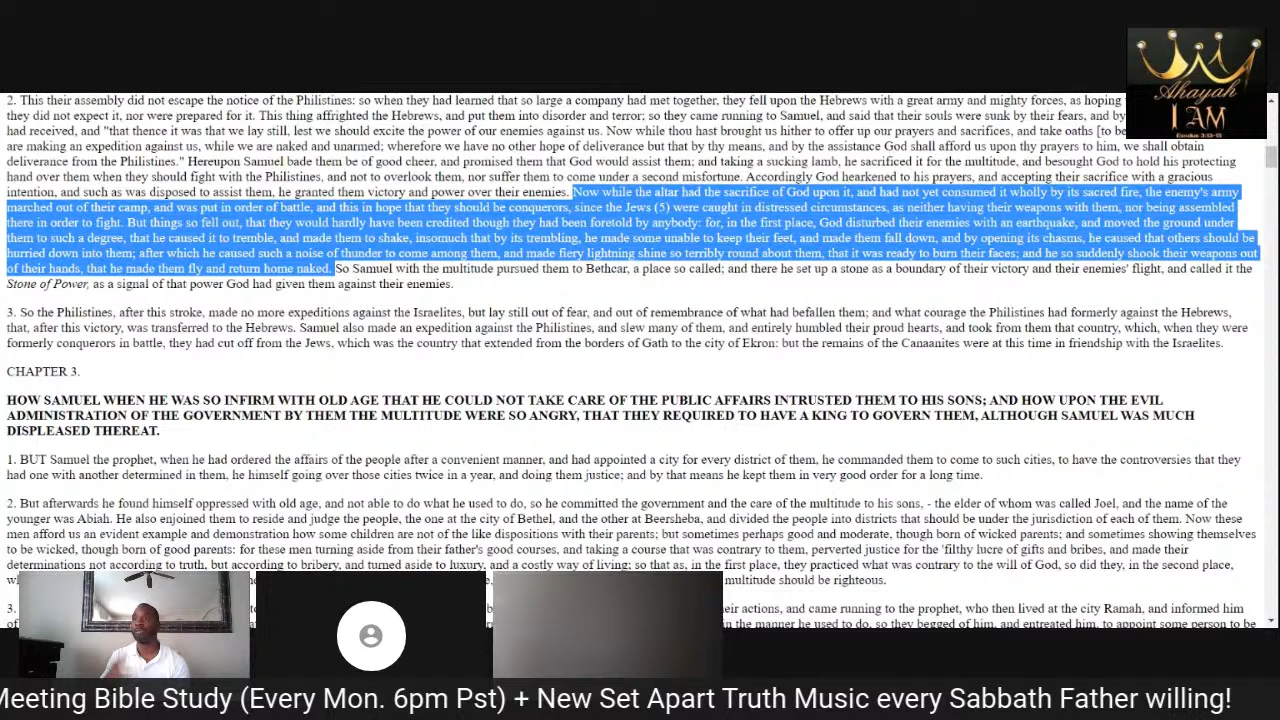 Ahayah
I AM
Exodus 3:13-15
2. This their assembly did not escape the notice of the Philistines: so when they had learned that so large a company had met together, they fell upon the Hebrews with a great army and mighty forces, as hoping
they did not expect it, nor were prepared for it. This thing affrighted the Hebrews, and put them into disorder and terror; so they came running to Samuel, and said that their souls were sunk by their fears, and by
had received, and "that thence it was that we lay still, lest we should excite the power of our enemies against us. Now while thou hast brought us hither to offer up our prayers and sacrifices, and take oaths [to be
are making an expedition against us, while we are naked and unarmed; wherefore we have no other hope of deliverance but that by thy means, and by the assistance God shall afford us upon thy prayers to him, we shall obtain
deliverance from the Philistines." Hereupon Samuel bade them be of good cheer, and promised them that God would assist them; and taking a sucking lamb, he sacrificed it for the multitude, and besought God to hold his protecting
hand over them when they should fight with the Philistines, and not to overlook them, nor suffer them to come under a second misfortune. Accordingly God hearkened to his prayers, and accepting their sacrifice with a gracious
intention, and such as was disposed to assist them, he granted them victory and power over their enemies. Now while the altar had the sacrifice of God upon it, and had not yet consumed it wholly by its sacred fire, the enemy's army
marched out of their camp, and was put in order of battle, and this in hope that they should be conquerors, since the Jews (5) were caught in distressed circumstances, as neither having their weapons with them, nor being assembled
there in order to fight. But things so fell out, that they would hardly have been credited though they had been foretold by anybody: for, in the first place, God disturbed their enemies with an earthquake, and moved the ground under
them to such a degree, that he caused it to tremble, and made them to shake, insomuch that by its trembling, he made some unable to keep their feet, and made them fall down, and by opening its chasms, he caused that others should be
hurried down into them; after which he caused such a noise of thunder to come among them, and made fiery lightning shine so terribly round about them, that it was ready to burn their faces; and he so suddenly shook their weapons out
of their hands, that he made them fly and return home naked. So Samuel with the multitude pursued them to Bethcar, a place so called; and there he set up a stone as a boundary of their victory and their enemies' flight, and called it the
Stone of Power, as a signal of that power God had given them against their enemies.
3. So the Philistines, after this stroke, made no more expeditions against the Israelites, but lay still out of fear, and out of remembrance of what had befallen them; and what courage the Philistines had formerly against the Hebrews,
that, after this victory, was transferred to the Hebrews. Samuel also made an expedition against the Philistines, and slew many of them, and entirely humbled their proud hearts, and took from them that country, which, when they were
formerly conquerors in battle, they had cut off from the Jews, which was the country that extended from the borders of Gath to the city of Ekron: but the remains of the Canaanites were at this time in friendship with the Israelites.
CHAPTER 3.
HOW SAMUEL WHEN HE WAS SO INFIRM WITH OLD AGE THAT HE COULD NOT TAKE CARE OF THE PUBLIC AFFAIRS INTRUSTED THEM TO HIS SONS; AND HOW UPON THE EVIL
ADMINISTRATION OF THE GOVERNMENT BY THEM THE MULTITUDE WERE SO ANGRY, THAT THEY REQUIRED TO HAVE A KING TO GOVERN THEM, ALTHOUGH SAMUEL WAS MUCH
DISPLEASED THEREAT.
1. BUT Samuel the prophet, when he had ordered the affairs of the people after a convenient manner, and had appointed a city for every district of them, he commanded them to come to such cities, to have the controversies that they
had one with another determined in them, he himself going over those cities twice in a year, and doing them justice; and by that means he kept them in very good order for a long time.
2. But afterwards he found himself oppressed with old age, and not able to do what he used to do, so he committed the government and the care of the multitude to his sons, - the elder of whom was called Joel, and the name of the
younger was Abiah. He also enjoined them to reside and judge the people, the one at the city of Bethel, and the other at Beersheba, and divided the people into districts that should be under the jurisdiction of each of them. Now these
men afford us an evident example and demonstration how some children are not of the like dispositions with their parents; but sometimes perhaps good and moderate, though born of wicked parents; and sometimes showing themselves
to be wicked, though born of good parents: for these men turning aside from their father's good courses, and taking a course that was contrary to them, perverted justice for the 'filthy lucre of gifts and bribes, and made their
determinations not according to truth, but according to bribery, and turned aside to luxury, and a costly way of living; so that as, in the first place, they practiced what was contrary to the will of God, so did they, in the second place,
multitude should be righteous.
3. their actions, and came running to the prophet, who then lived at the city Ramah, and informed him
in the manner he used to do, so they begged of him, and entreated him, to appoint some person to be
Meeting Bible Study (Every Mon. 6pm Pst) + New Set Apart Truth Music every Sabbath Father willing!